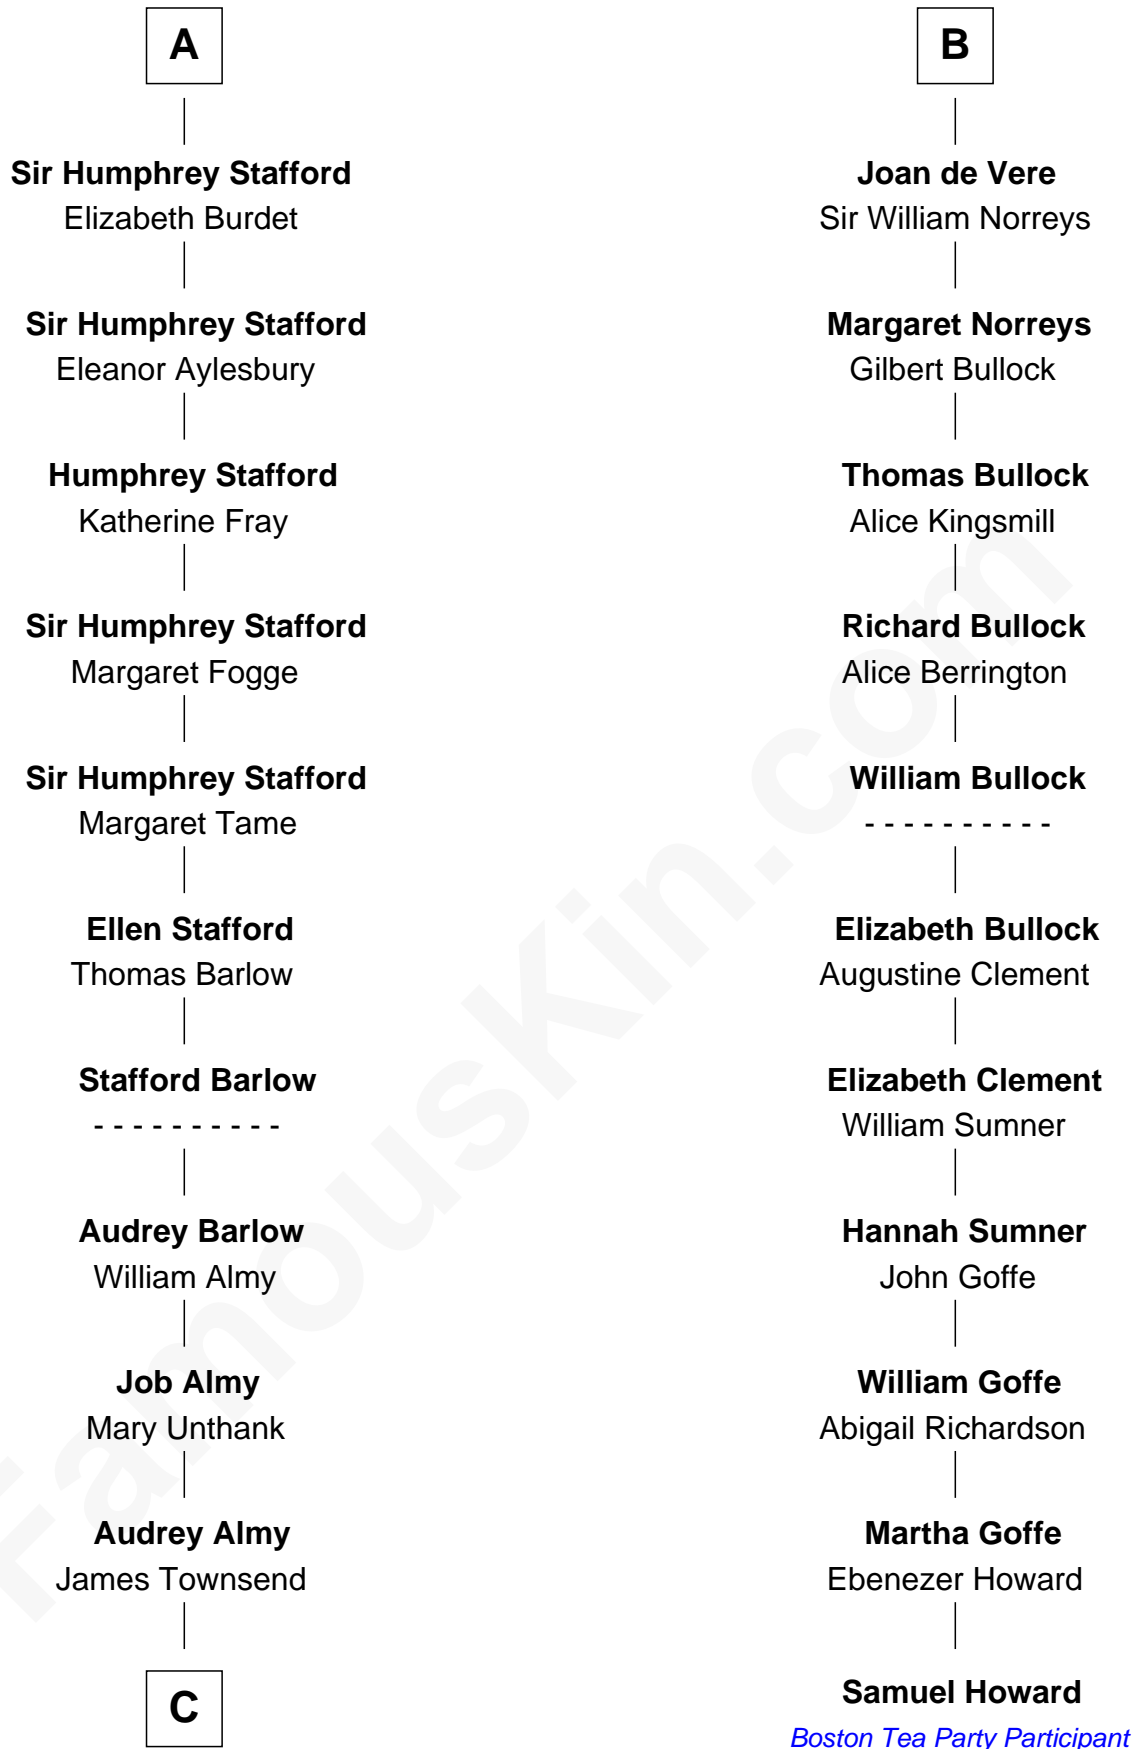 A
Sir Humphrey Stafford
Elizabeth Burdet
Sir Humphrey Stafford
Eleanor Aylesbury
Humphrey Stafford
Katherine Fray
Sir Humphrey Stafford
Margaret Fogge
Sir Humphrey Stafford
Margaret Tame
Ellen Stafford
Thomas Barlow
Stafford Barlow
- - - - - - - - - -
Audrey Barlow
William Almy
Job Almy
Mary Unthank
Audrey Almy
James Townsend
C
B
Joan de Vere
Sir William Norreys
Margaret Norreys
Gilbert Bullock
Thomas Bullock
Alice Kingsmill
Richard Bullock
Alice Berrington
William Bullock
- - - - - - - - - -
Elizabeth Bullock
Augustine Clement
Elizabeth Clement
William Sumner
Hannah Sumner
John Goffe
William Goffe
Abigail Richardson
Martha Goffe
Ebenezer Howard
Samuel Howard
Boston Tea Party Participant
FamousKin.com